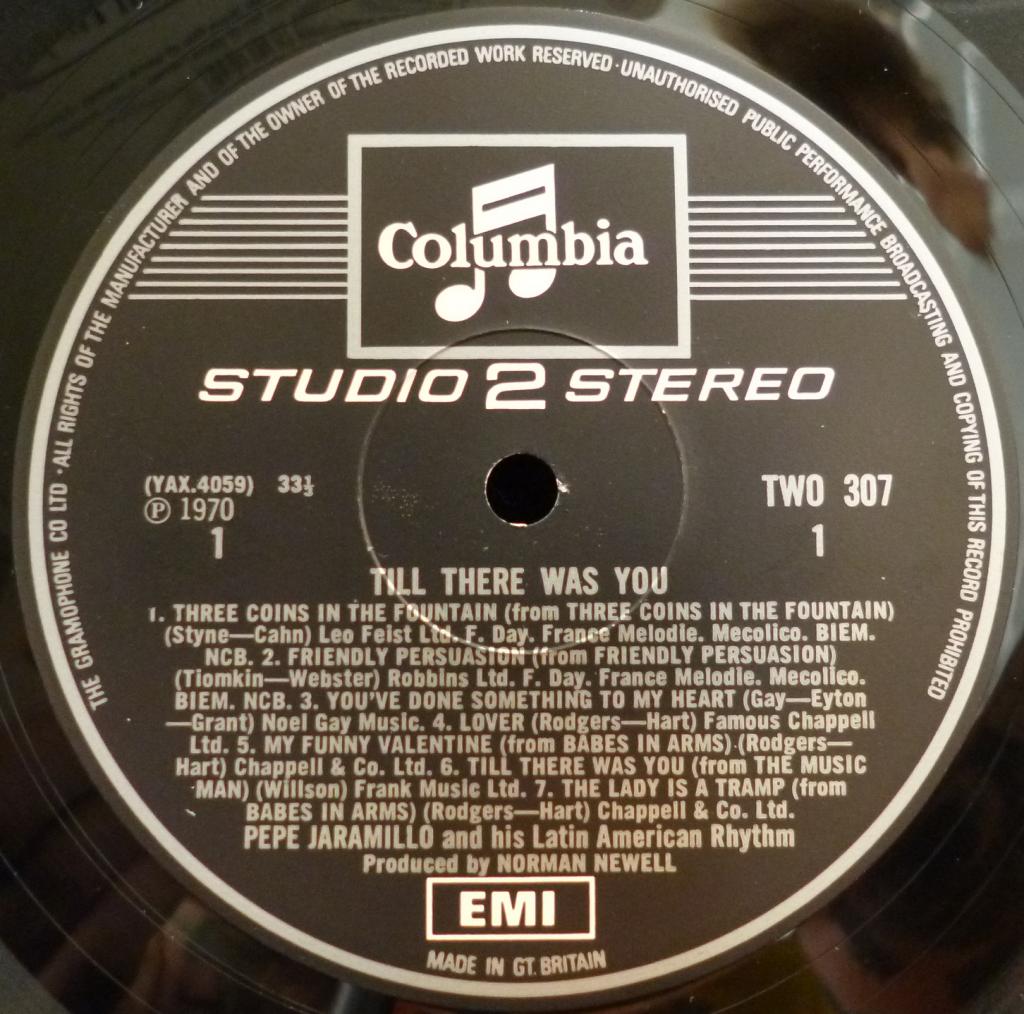 THE GRAMOPHONE CO LTD · ALL RIGHTS OF THE MANUFACTURER AND OF THE OWNER OF THE RECORDED WORK RESERVED · UNAUTHORISED PUBLIC PERFORMANCE BROADCASTING AND COPYING OF THIS RECORD PROHIBITED
Columbia
STUDIO 2 STEREO
(YAX.4059) 33⅓
℗ 1970
1
TWO 307
1
TILL THERE WAS YOU
1. THREE COINS IN THE FOUNTAIN (from THREE COINS IN THE FOUNTAIN)
(Styne—Cahn) Leo Feist Ltd. F. Day. France Melodie. Mecolico. BIEM.
NCB. 2. FRIENDLY PERSUASION (from FRIENDLY PERSUASION)
(Tiomkin—Webster) Robbins Ltd. F. Day. France Melodie. Mecolico.
BIEM. NCB. 3. YOU'VE DONE SOMETHING TO MY HEART (Gay—Eyton
—Grant) Noel Gay Music. 4. LOVER (Rodgers—Hart) Famous Chappell
Ltd. 5. MY FUNNY VALENTINE (from BABES IN ARMS) (Rodgers—
Hart) Chappell & Co. Ltd. 6. TILL THERE WAS YOU (from THE MUSIC
MAN) (Willson) Frank Music Ltd. 7. THE LADY IS A TRAMP (from
BABES IN ARMS) (Rodgers—Hart) Chappell & Co. Ltd.
PEPE JARAMILLO and his Latin American Rhythm
Produced by NORMAN NEWELL
EMI
MADE IN GT. BRITAIN